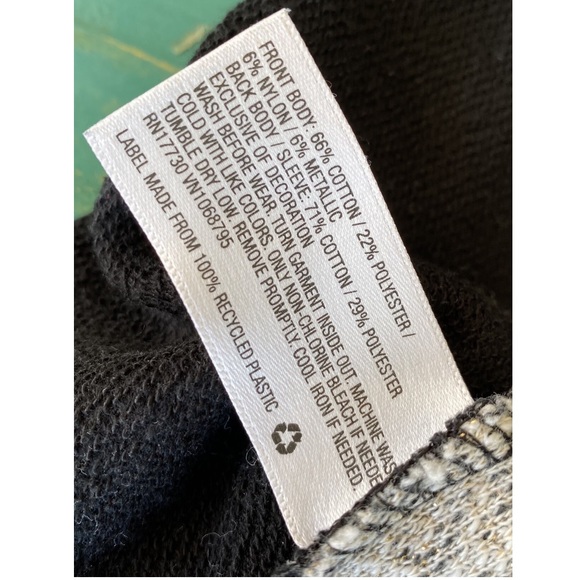 FRONT BODY: 66% COTTON / 22% POLYESTER /
6% NYLON / 6% METALLIC
BACK BODY / SLEEVE: 71% COTTON / 29% POLYESTER
EXCLUSIVE OF DECORATION
WASH BEFORE WEAR. TURN GARMENT INSIDE OUT. MACHINE WAS
COLD WITH LIKE COLORS. ONLY NON-CHLORINE BLEACH IF NEEDE
TUMBLE DRY LOW. REMOVE PROMPTLY. COOL IRON IF NEEDED.
RN17730 VN1068795
LABEL MADE FROM 100% RECYCLED PLASTIC